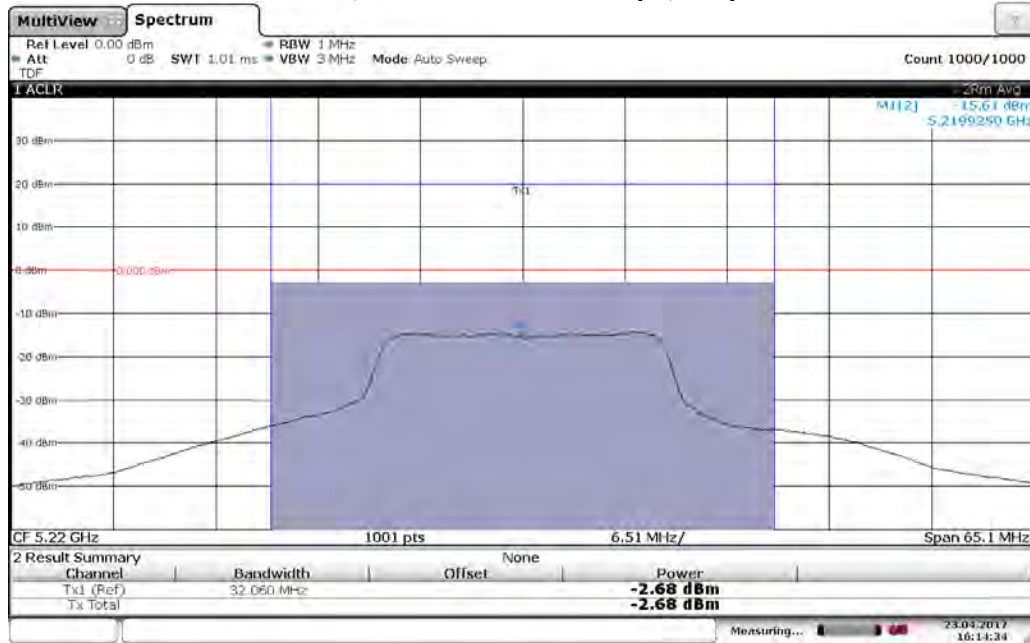 MultiView Spectrum
Ref Level 0.00 dBm RBW 1 MHz
Att 0 dB SWT 1.01 ms VBW 3 MHz Mode Auto Sweep Count 1000/1000
TDF
1 ACLR 2Rm Avg
M1[2] -15.61 dBm
5.2199250 GHz
30 dBm
20 dBm
Tx1
10 dBm
0 dBm 0.000 dBm
-10 dBm
-20 dBm
-30 dBm
-40 dBm
-50 dBm
CF 5.22 GHz 1001 pts 6.51 MHz/ Span 65.1 MHz
2 Result Summary None
Channel Bandwidth Offset Power
Tx1 (Ref) 32.060 MHz -2.68 dBm
Tx Total -2.68 dBm
Measuring... 23.04.2017
16:14:34